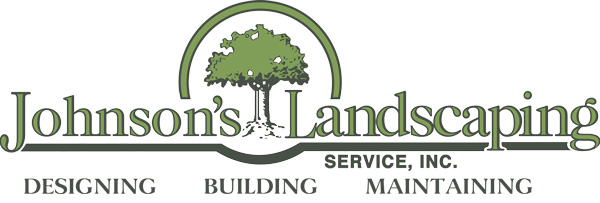 Johnson's Landscaping
SERVICE, INC.
DESIGNING BUILDING MAINTAINING